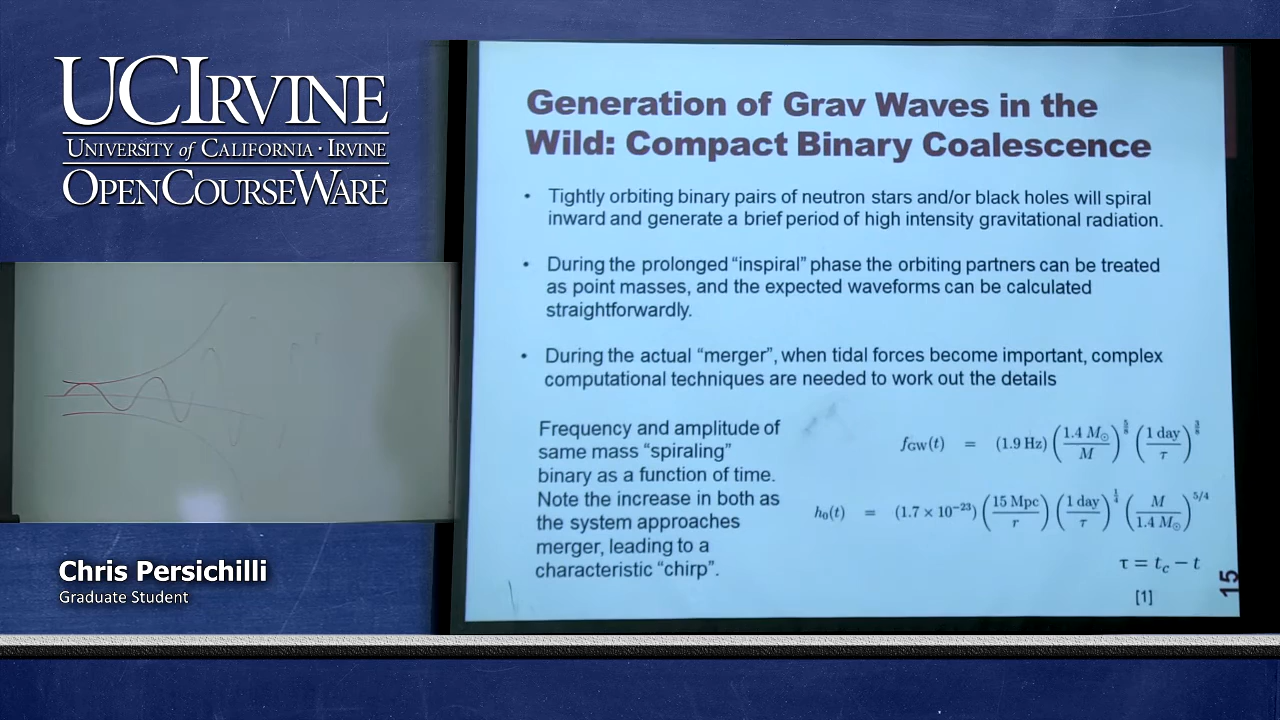 UCIRVINE
UNIVERSITY of CALIFORNIA · IRVINE
OPENCOURSEWARE
Chris Persichilli
Graduate Student
Generation of Grav Waves in the
Wild: Compact Binary Coalescence
• Tightly orbiting binary pairs of neutron stars and/or black holes will spiral
inward and generate a brief period of high intensity gravitational radiation.
• During the prolonged “inspiral” phase the orbiting partners can be treated
as point masses, and the expected waveforms can be calculated
straightforwardly.
• During the actual “merger”, when tidal forces become important, complex
computational techniques are needed to work out the details
Frequency and amplitude of
same mass “spiraling”
binary as a function of time.
Note the increase in both as
the system approaches
merger, leading to a
characteristic “chirp”.
f_GW(t) = (1.9 Hz) (1.4 M⊙/M)^(5/8) (1 day/τ)^(3/8)
h₀(t) = (1.7 × 10⁻²³) (15 Mpc/r) (1 day/τ)^(1/4) (M/1.4 M⊙)^(5/4)
τ = t_c − t
[1]
15